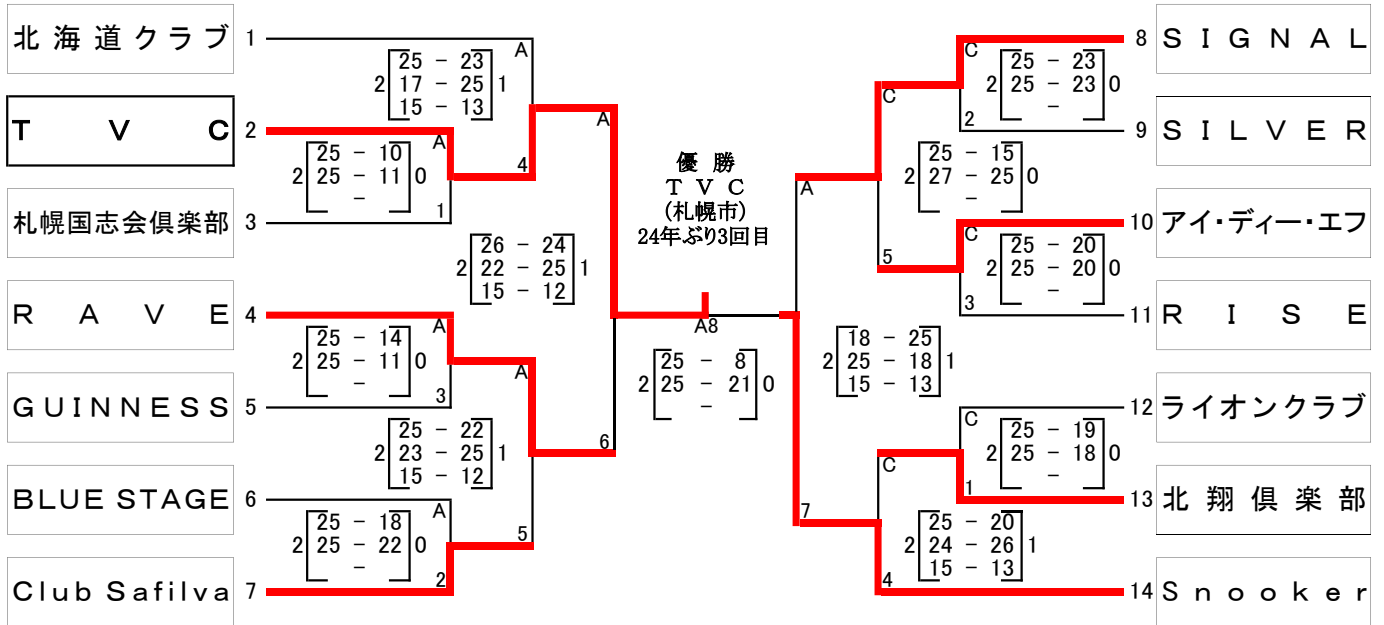 北海道クラブ 1
TVC 2
札幌国志会倶楽部 3
RAVE 4
GUINNESS 5
BLUE STAGE 6
Club Safilva 7
A
25 - 23
2 17 - 25 1
15 - 13
4
A
25 - 10
2 25 - 11 0
-
1
A
26 - 24
2 22 - 25 1
15 - 12
6
A
25 - 14
2 25 - 11 0
-
3
A
25 - 22
2 23 - 25 1
15 - 12
5
A
25 - 18
2 25 - 22 0
-
2
優勝
TVC
(札幌市)
24年ぶり3回目
A8
25 - 8
2 25 - 21 0
-
C
25 - 23
2 25 - 23 0
-
2
C
25 - 15
2 27 - 25 0
-
5
C
25 - 20
2 25 - 20 0
-
3
A
18 - 25
2 25 - 18 1
15 - 13
7
C
25 - 19
2 25 - 18 0
-
1
C
25 - 20
2 24 - 26 1
15 - 13
4
8 SIGNAL
9 SILVER
10 アイ・ディー・エフ
11 RISE
12 ライオンクラブ
13 北翔倶楽部
14 Snooker